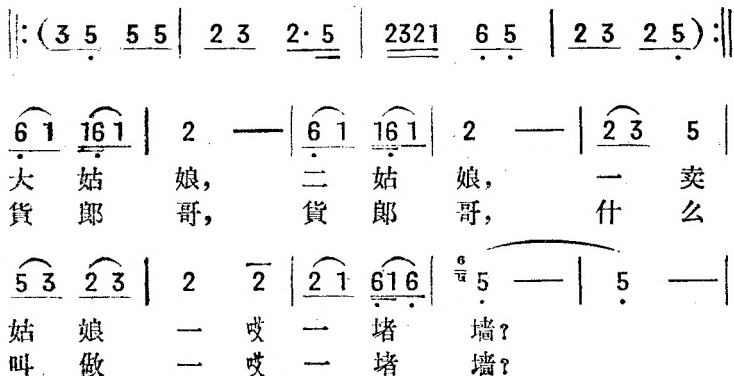 ‖:(3 5 5 5 | 2 3 2· 5 | 2321 6 5 | 2 3 2 5):‖
6 1 161 | 2 — | 6 1 161 | 2 — | 2 3 5 |
大 姑 娘, 二 姑 娘, 一 卖
貨 郎 哥, 貨 郎 哥, 什 么
5 3 2 3 | 2 2 | 2 1 616 | 6 5 — | 5 — |
姑 娘 一 哎 一 堵 墙?
叫 做 一 哎 一 堵 墙?